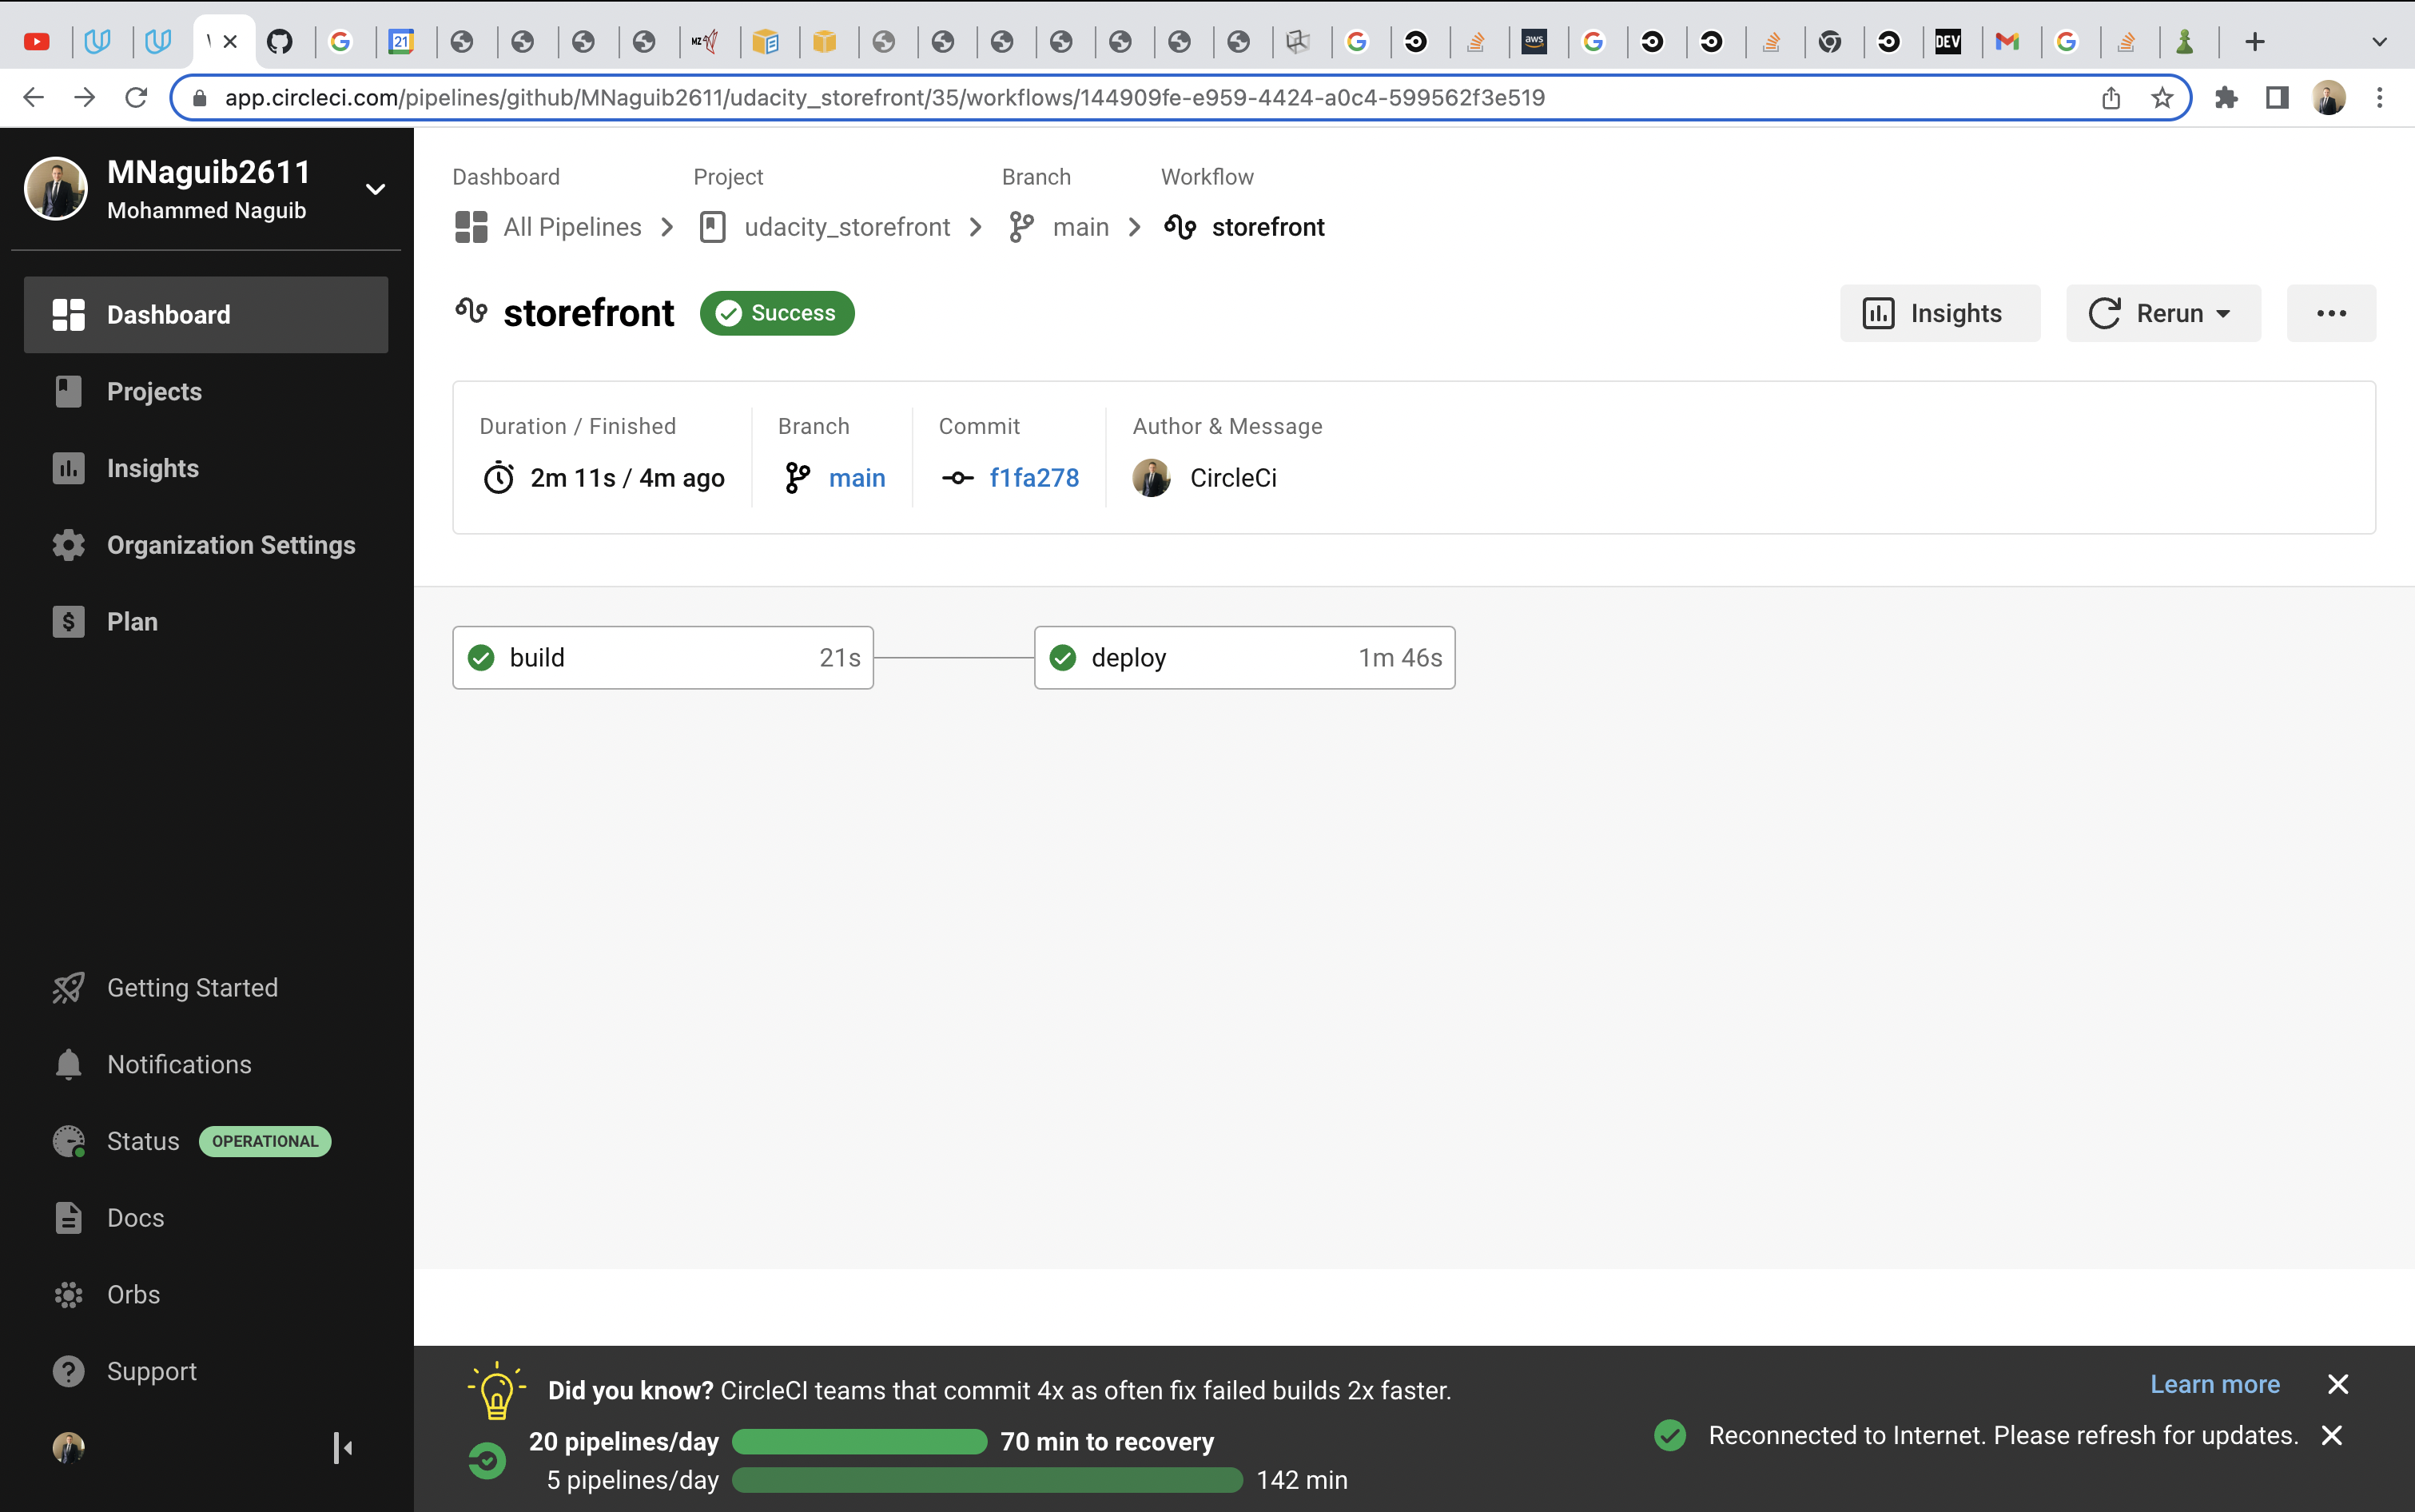 21
MZ
aws
DEV
app.circleci.com/pipelines/github/MNaguib2611/udacity_storefront/35/workflows/144909fe-e959-4424-a0c4-599562f3e519
MNaguib2611
Mohammed Naguib
Dashboard
Projects
Insights
Organization Settings
Plan
Getting Started
Notifications
Status OPERATIONAL
Docs
Orbs
Support
Dashboard Project Branch Workflow
All Pipelines udacity_storefront main storefront
storefront Success Insights Rerun
Duration / Finished Branch Commit Author & Message
2m 11s / 4m ago main f1fa278 CircleCi
build 21s deploy 1m 46s
Did you know? CircleCI teams that commit 4x as often fix failed builds 2x faster.
Learn more
20 pipelines/day 70 min to recovery
5 pipelines/day 142 min
Reconnected to Internet. Please refresh for updates.